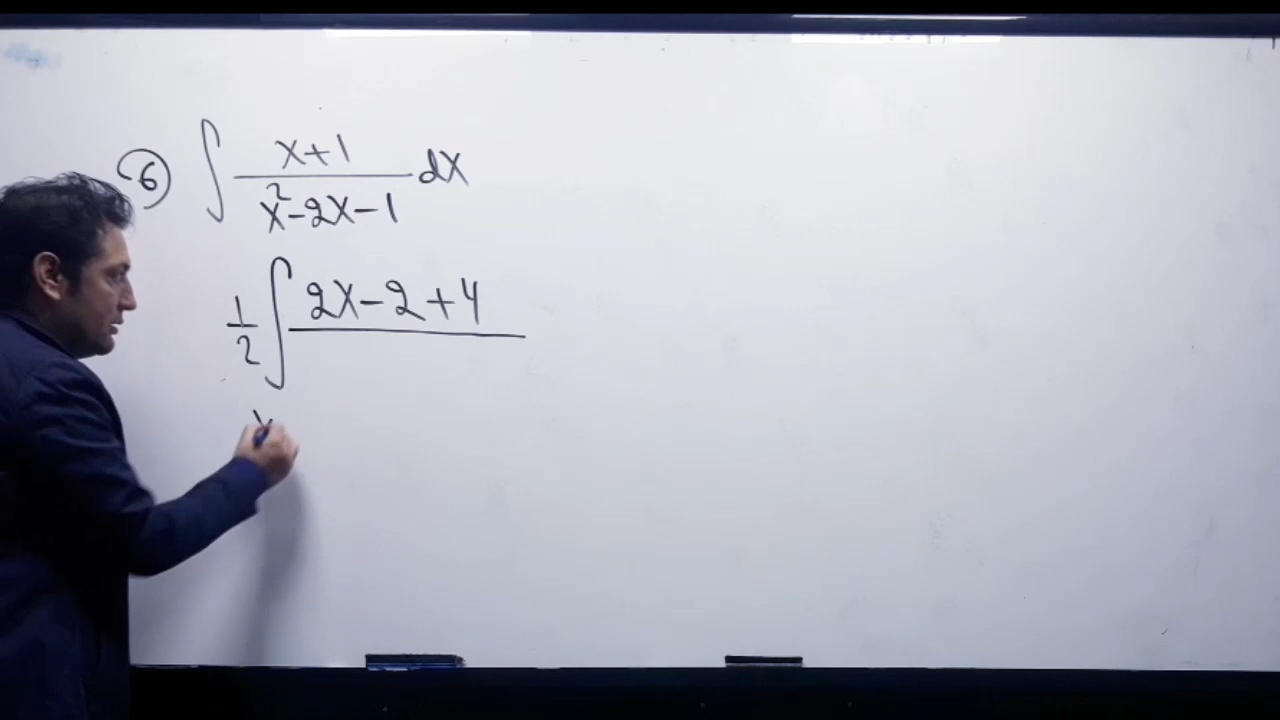 ⑥ ∫ (x+1)/(x²-2x-1) dx
1/2 ∫ 2x-2+4